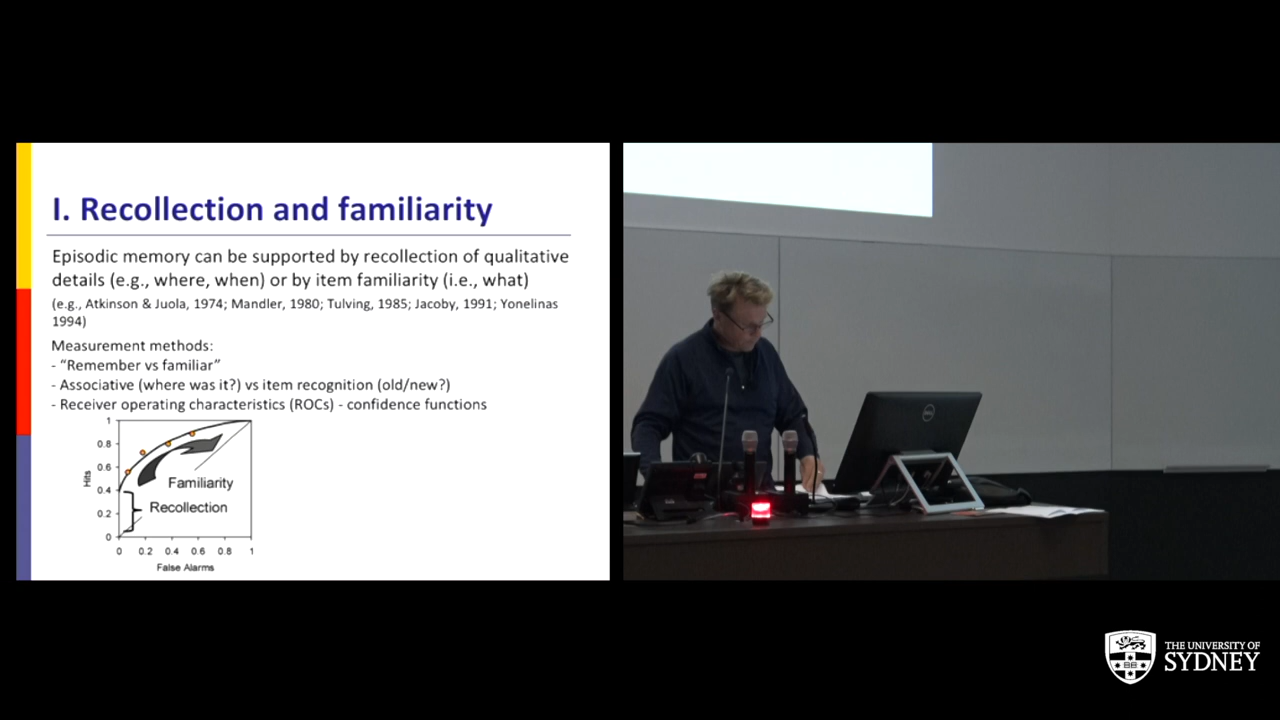 I. Recollection and familiarity
Episodic memory can be supported by recollection of qualitative
details (e.g., where, when) or by item familiarity (i.e., what)
(e.g., Atkinson & Juola, 1974; Mandler, 1980; Tulving, 1985; Jacoby, 1991; Yonelinas
1994)
Measurement methods:
- “Remember vs familiar”
- Associative (where was it?) vs item recognition (old/new?)
- Receiver operating characteristics (ROCs) - confidence functions
1
0.8
0.6
0.4
0.2
0
Hits
Familiarity
Recollection
0 0.2 0.4 0.6 0.8 1
False Alarms
DELL
THE UNIVERSITY OF
SYDNEY